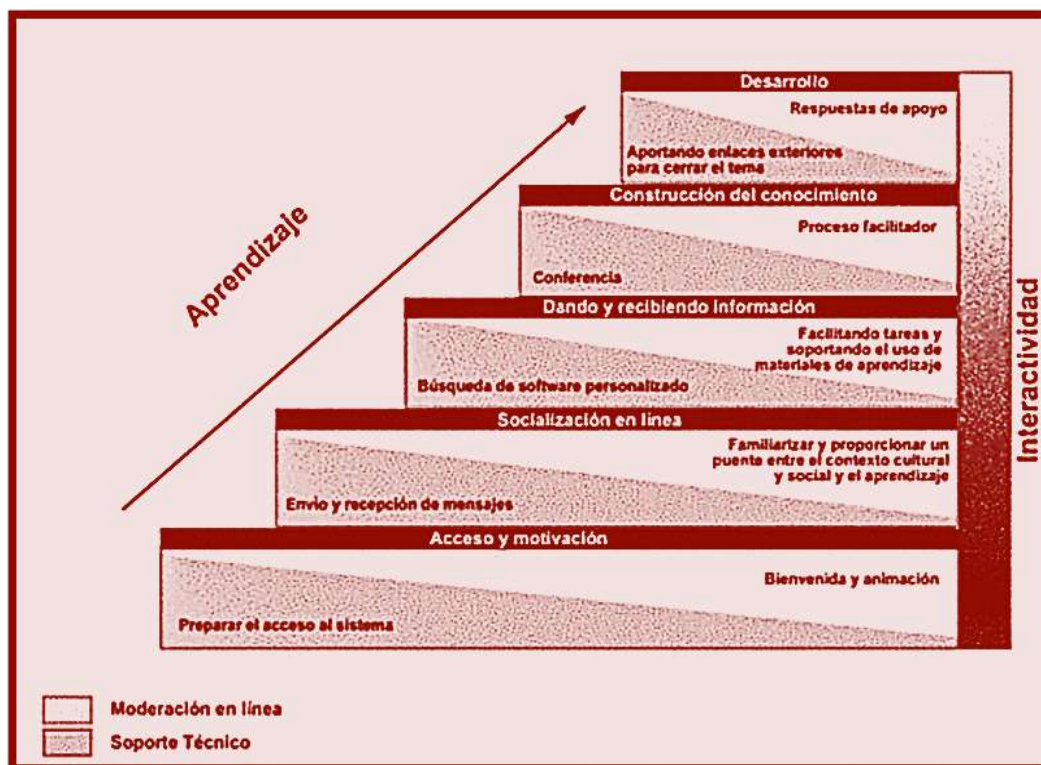 Desarrollo
Respuestas de apoyo
Aportando enlaces exteriores
para cerrar el tema
Construcción del conocimiento
Proceso facilitador
Conferencia
Dando y recibiendo información
Facilitando tareas y
soportando el uso de
materiales de aprendizaje
Búsqueda de software personalizado
Socialización en línea
Familiarizar y proporcionar un
puente entre el contexto cultural
y social y el aprendizaje
Envío y recepción de mensajes
Acceso y motivación
Bienvenida y animación
Preparar el acceso al sistema
Aprendizaje
Interactividad
Moderación en línea
Soporte Técnico